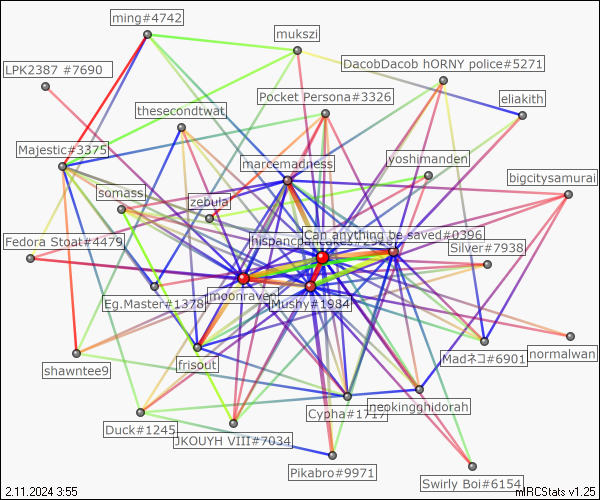 ming#4742
mukszi
DacobDacob hORNY police#5271
LPK2387 #7690
Pocket Persona#3326
eliakith
thesecondtwat
Majestic#3375
marcemadness
yoshimanden
bigcitysamurai
somass
zebula
Can anything be saved#0396
Fedora Stoat#4479
Silver#7938
Eg.Master#1378
moonraven
Mushy#1984
shawntee9
frisout
Madネコ#6901
normalwan
Duck#1245
Cypha#1717
neokingghidorah
JKOUYH VIII#7034
Pikabro#9971
Swirly Boi#6154
2.11.2024 3:55
mIRCStats v1.25